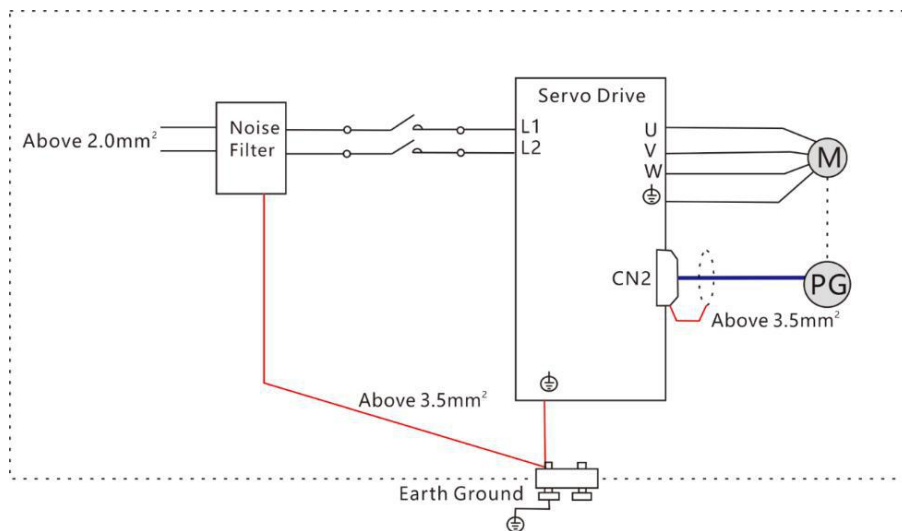 Servo Drive
Above 2.0mm²
Noise
Filter
L1
L2
U
V
W
M
CN2
PG
Above 3.5mm²
Above 3.5mm²
Earth Ground